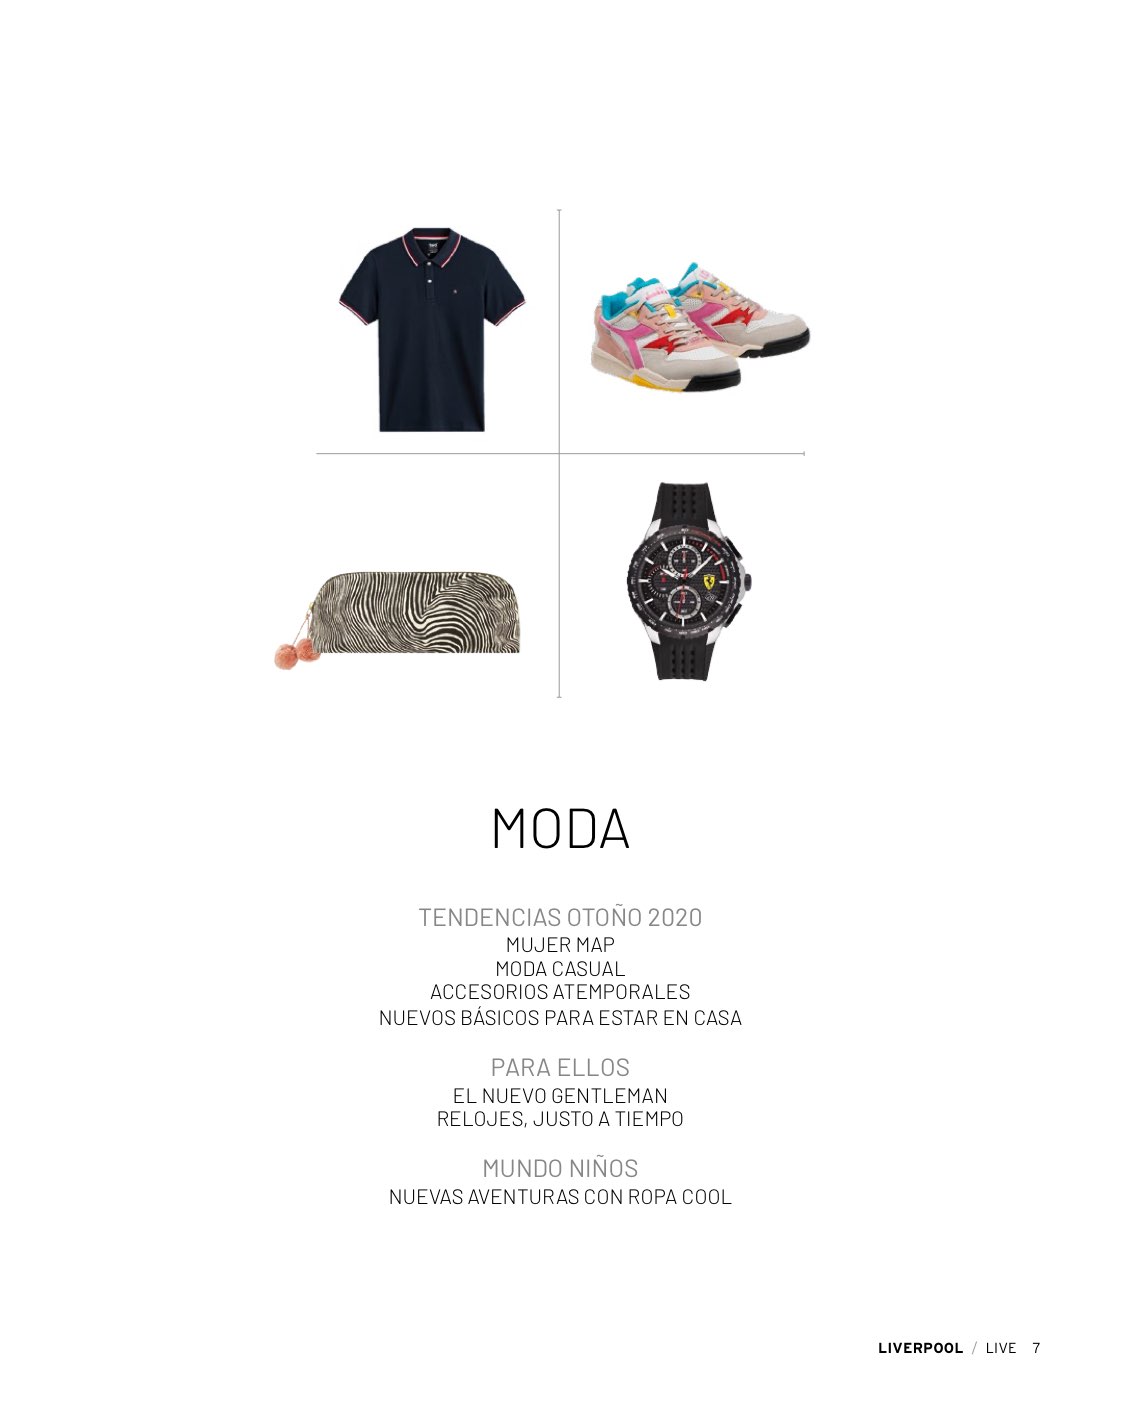 MODA
TENDENCIAS OTOÑO 2020
MUJER MAP
MODA CASUAL
ACCESORIOS ATEMPORALES
NUEVOS BÁSICOS PARA ESTAR EN CASA
PARA ELLOS
EL NUEVO GENTLEMAN
RELOJES, JUSTO A TIEMPO
MUNDO NIÑOS
NUEVAS AVENTURAS CON ROPA COOL
LIVERPOOL / LIVE 7